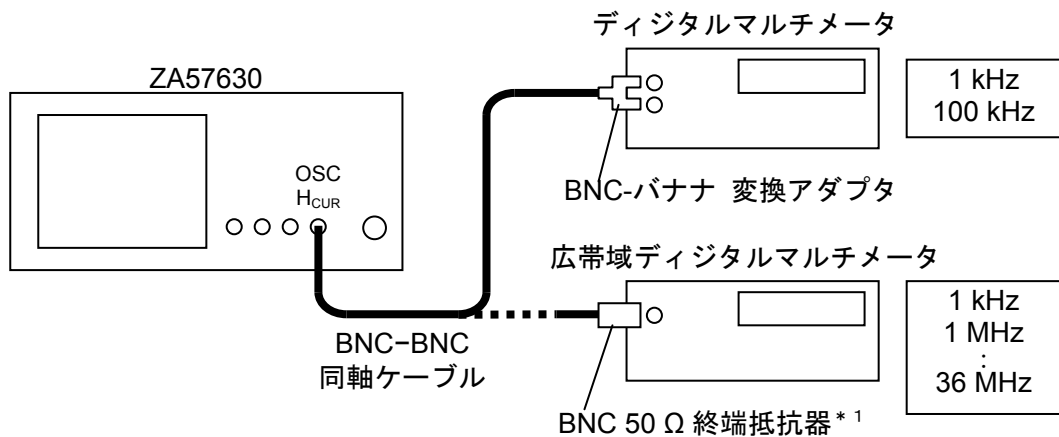 ディジタルマルチメータ
ZA57630
1 kHz
100 kHz
OSC
HCUR
BNC-バナナ 変換アダプタ
広帯域ディジタルマルチメータ
1 kHz
1 MHz
:
36 MHz
BNC−BNC
同軸ケーブル
BNC 50 Ω 終端抵抗器*1